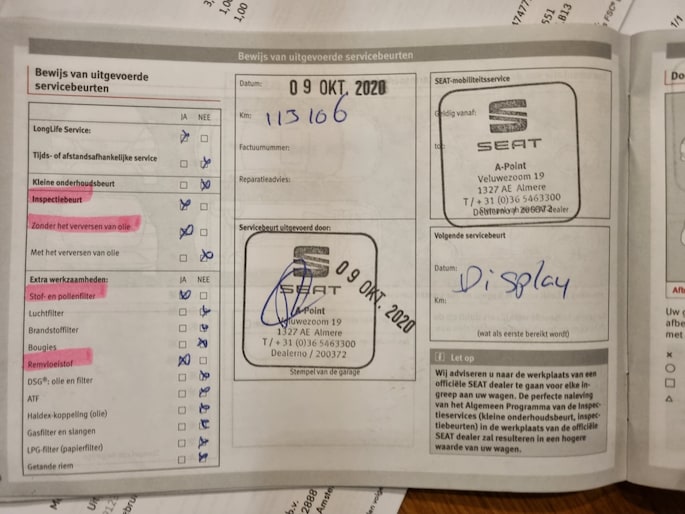 Bewijs van uitgevoerde servicebeurten
Bewijs van uitgevoerde
servicebeurten
JA NEE
LongLife Service:
Tijds- of afstandsafhankelijke service
Kleine onderhoudsbeurt
Inspectiebeurt
Zonder het verversen van olie
Met het verversen van olie
Extra werkzaamheden: JA NEE
Stof- en pollenfilter
Luchtfilter
Brandstoffilter
Bougies
Remvloeistof
DSG®: olie en filter
ATF
Haldex-koppeling (olie)
Gasfilter en slangen
LPG-filter (papierfilter)
Getande riem
Datum: 09 OKT. 2020
Km: 113106
Factuurnummer:
Reparatieadvies:
Servicebeurt uitgevoerd door:
SEAT
09 OKT. 2020
A-Point
Veluwezoom 19
1327 AE Almere
T / + 31 (0)36 5463300
Dealerno / 200372
Stempel van de garage
SEAT-mobiliteitsservice
Geldig vanaf:
tot:
SEAT
A-Point
Veluwezoom 19
1327 AE Almere
T / + 31 (0)36 5463300
Volgende servicebeurt
Datum: Display
Km:
(wat als eerste bereikt wordt)
i Let op
Wij adviseren u naar de werkplaats van een
officiële SEAT dealer te gaan voor elke in-
greep aan uw wagen. De perfecte naleving
van het Algemeen Programma van de Inspec-
tieservices (kleine onderhoudsbeurt, inspec-
tiebeurten) in de werkplaats van de officiële
SEAT dealer zal resulteren in een hogere
waarde van uw wagen.